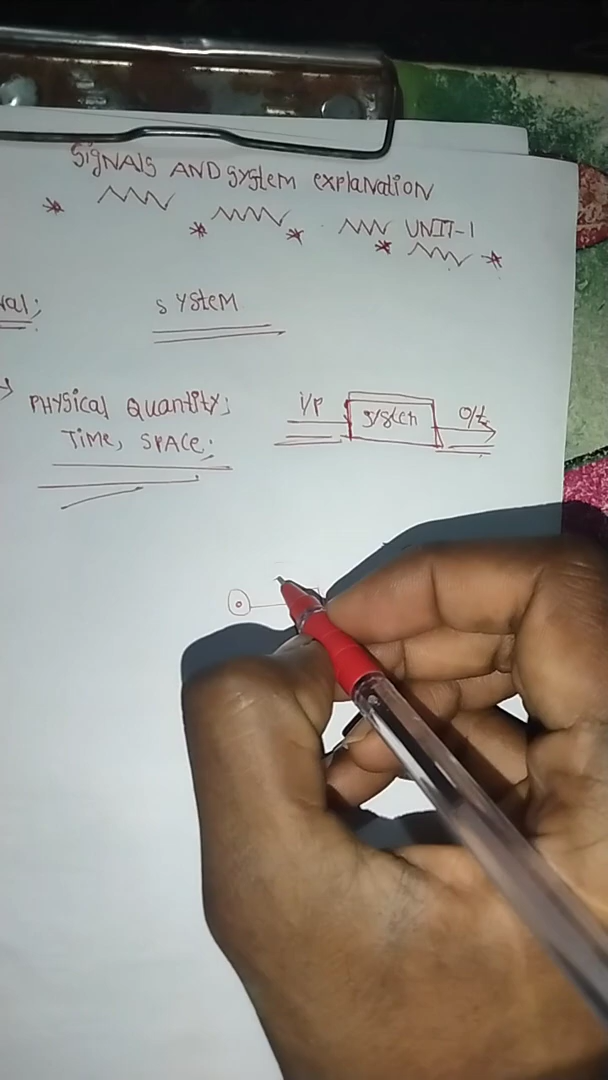 SIGNALS AND SYSTEM EXPLANATION
UNIT-1
SYSTEM
PHYSICAL QUANTITY;
TIME, SPACE;
i/p
system